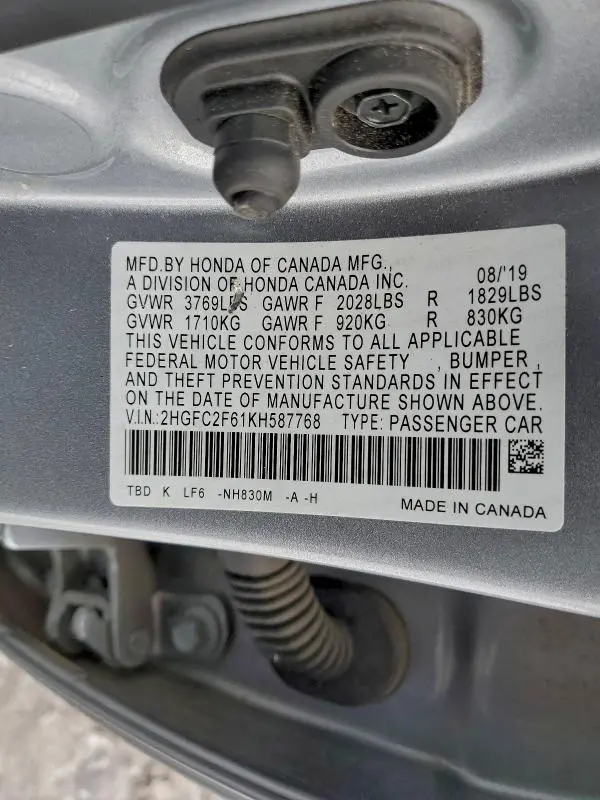 MFD.BY HONDA OF CANADA MFG.,
A DIVISION OF HONDA CANADA INC. 08/'19
GVWR 3769LBS GAWR F 2028LBS R 1829LBS
GVWR 1710KG GAWR F 920KG R 830KG
THIS VEHICLE CONFORMS TO ALL APPLICABLE
FEDERAL MOTOR VEHICLE SAFETY , BUMPER ,
AND THEFT PREVENTION STANDARDS IN EFFECT
ON THE DATE OF MANUFACTURE SHOWN ABOVE.
V.I.N.:2HGFC2F61KH587768 TYPE: PASSENGER CAR
TBD K LF6 -NH830M -A -H
MADE IN CANADA